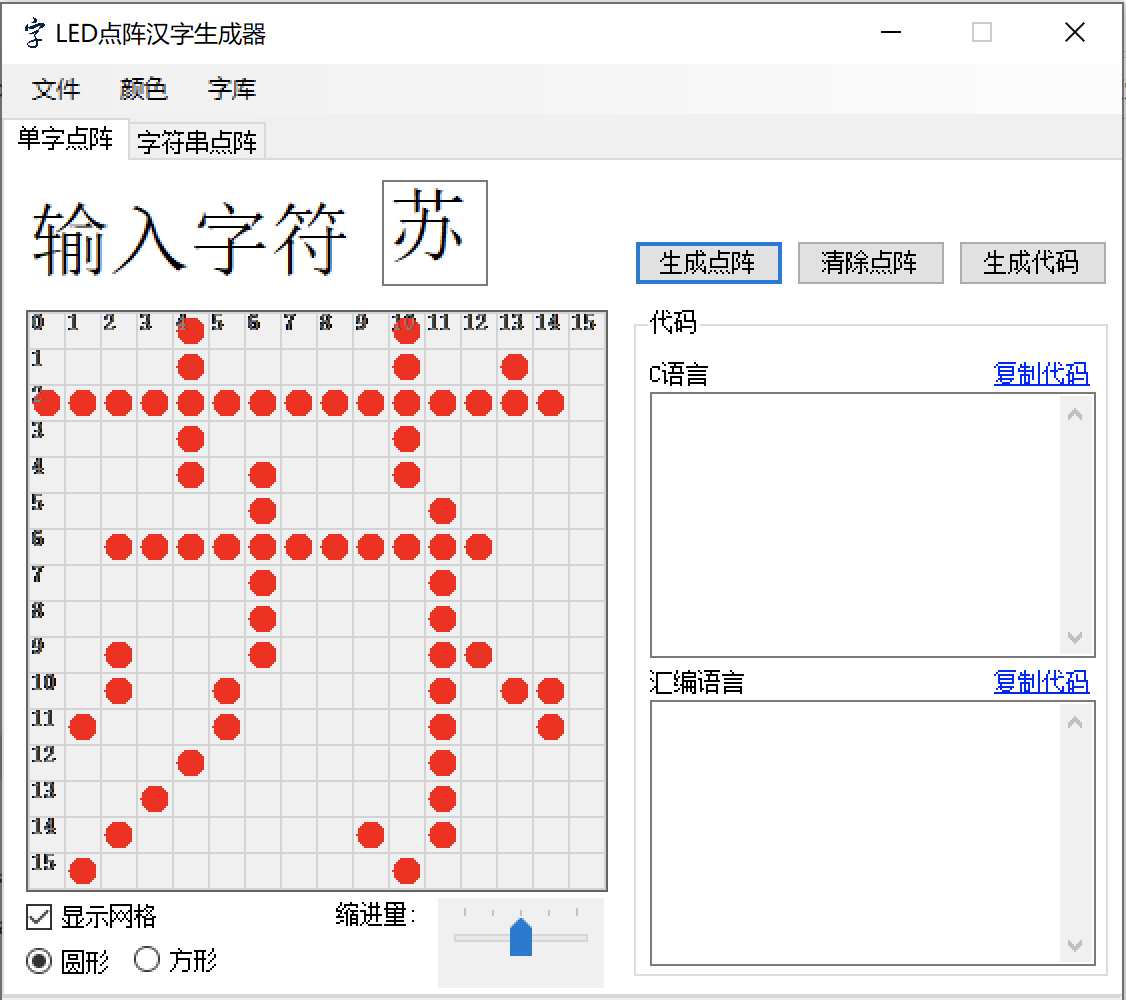 字 LED点阵汉字生成器
文件 颜色 字库
单字点阵 字符串点阵
输入字符 苏
生成点阵 清除点阵 生成代码
0 1 2 3 4 5 6 7 8 9 10 11 12 13 14 15
1
2
3
4
5
6
7
8
9
10
11
12
13
14
15
代码
C语言 复制代码
汇编语言 复制代码
显示网格 缩进量:
圆形 方形